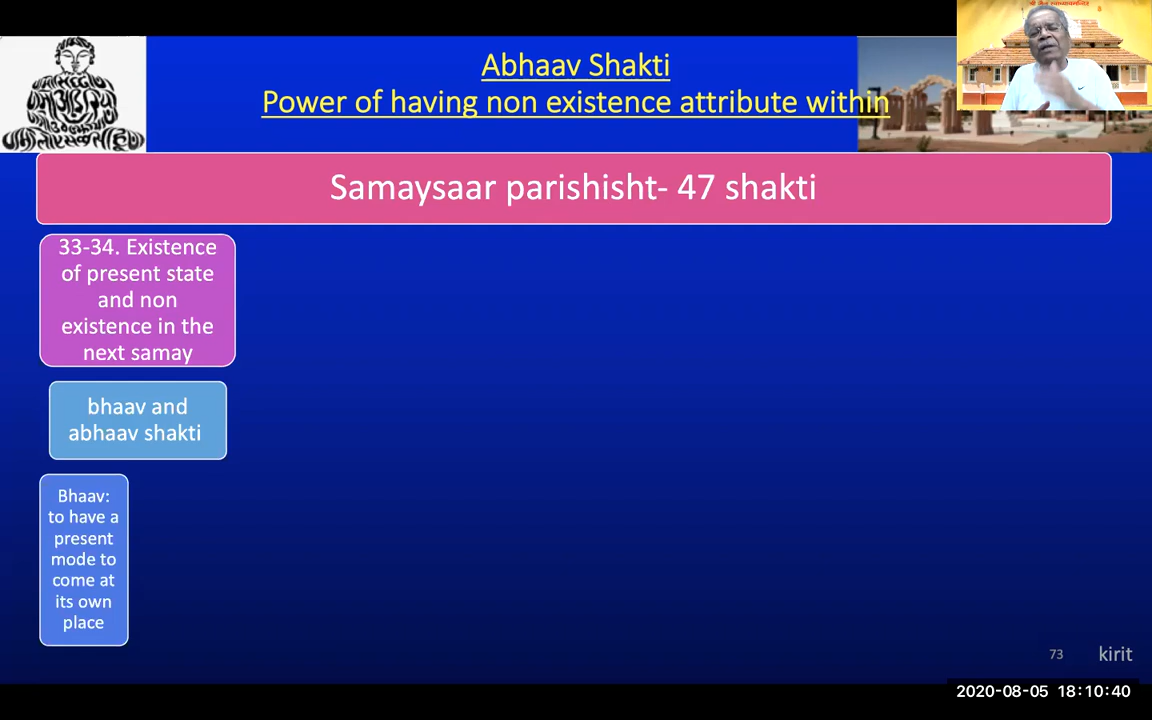 Abhaav Shakti
Power of having non existence attribute within
Samaysaar parishisht- 47 shakti
33-34. Existence
of present state
and non
existence in the
next samay
bhaav and
abhaav shakti
Bhaav:
to have a
present
mode to
come at
its own
place
73
kirit
2020-08-05 18:10:40